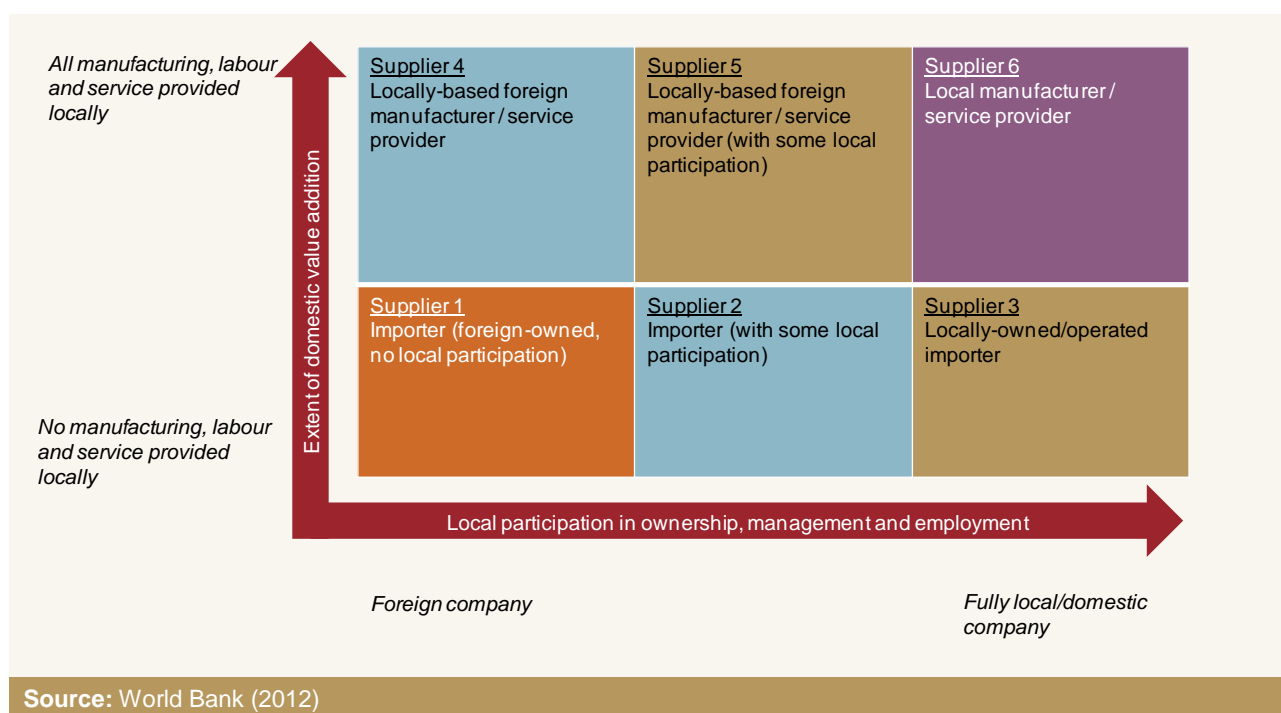 All manufacturing, labour
and service provided
locally
No manufacturing, labour
and service provided
locally
Extent of domestic value addition
Supplier 4
Locally-based foreign
manufacturer / service
provider
Supplier 5
Locally-based foreign
manufacturer / service
provider (with some local
participation)
Supplier 6
Local manufacturer /
service provider
Supplier 1
Importer (foreign-owned,
no local participation)
Supplier 2
Importer (with some local
participation)
Supplier 3
Locally-owned/operated
importer
Local participation in ownership, management and employment
Foreign company
Fully local/domestic
company
Source: World Bank (2012)